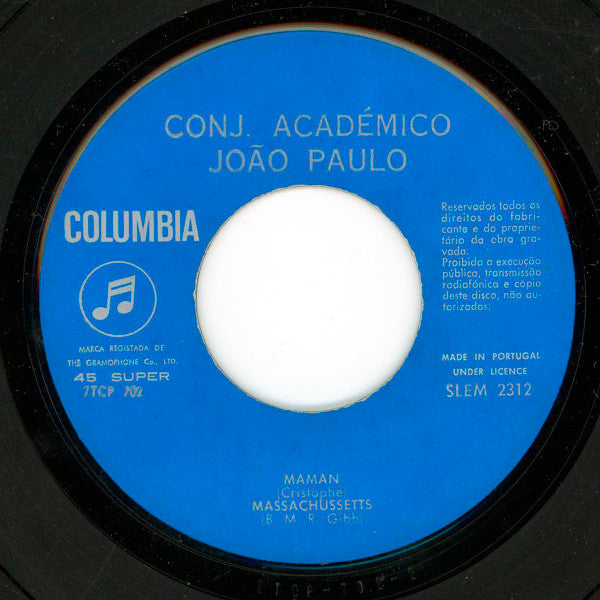 CONJ. ACADÉMICO
JOÃO PAULO
COLUMBIA
MARCA REGISTADA DE
THE GRAMOPHONE Co., LTD.
45 SUPER
7TCP 702
Reservados todos os
direitos do fabri-
cante e do proprie-
tário da obra gra-
vada.
Proibida a execução
pública, transmissão
radiofónica e cópia
deste disco, não au-
torizadas.
MADE IN PORTUGAL
UNDER LICENCE
SLEM 2312
MAMAN
(Cristophe)
MASSACHUSSETTS
(B. M. R. Gibb)